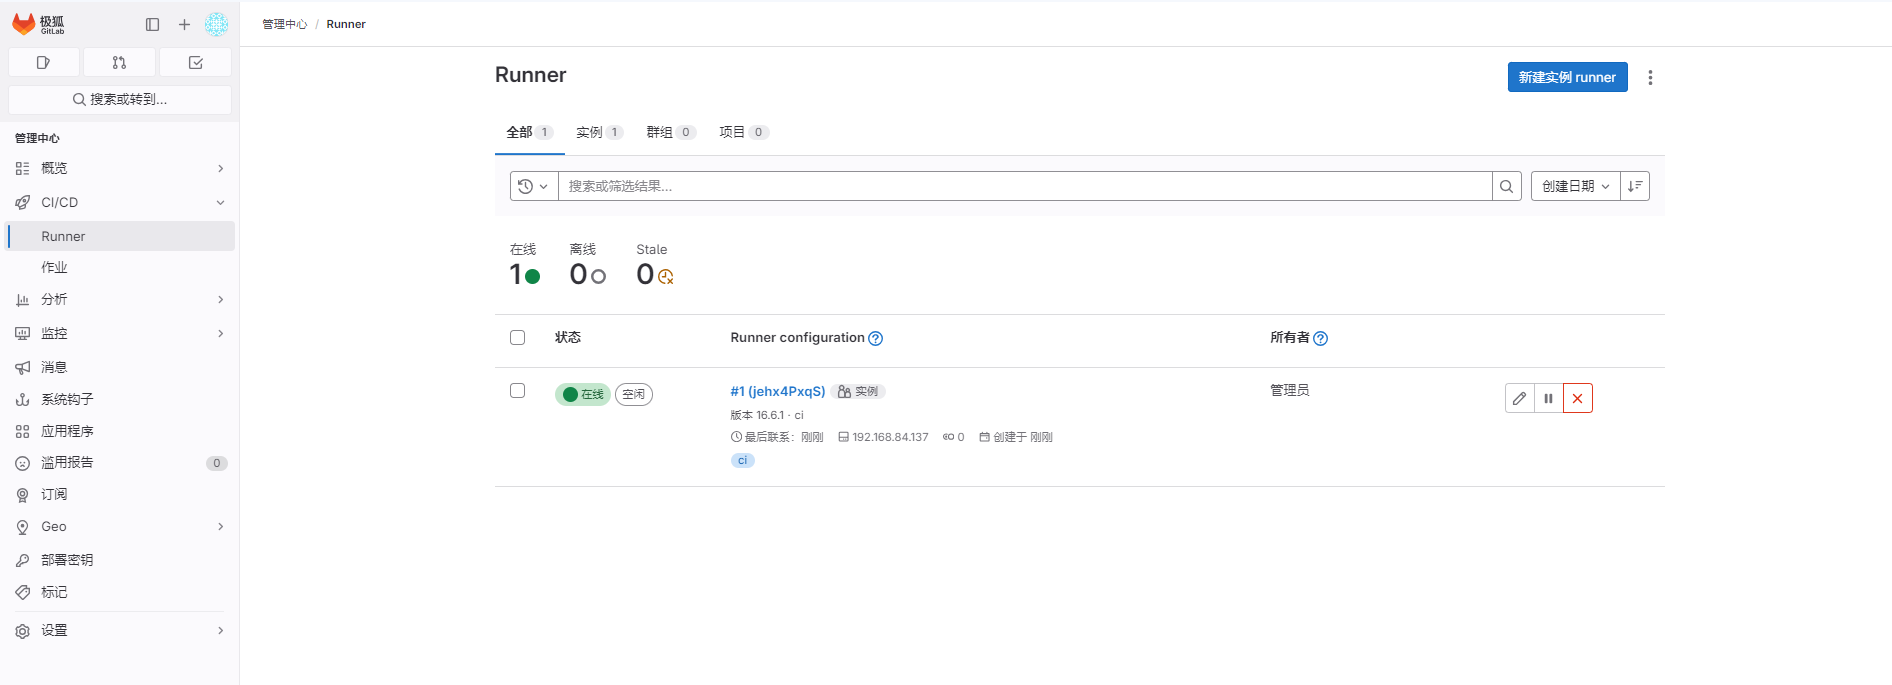 极狐
GitLab
搜索或转到...
管理中心
概览
CI/CD
Runner
作业
分析
监控
消息
系统钩子
应用程序
滥用报告 0
订阅
Geo
部署密钥
标记
设置
管理中心 / Runner
Runner
新建实例 runner
全部 1 实例 1 群组 0 项目 0
搜索或筛选结果...
创建日期
在线 离线 Stale
1 0 0
状态 Runner configuration 所有者
在线 空闲 #1 (jehx4PxqS) 实例 管理员
版本 16.6.1 · ci
最后联系：刚刚 192.168.84.137 0 创建于 刚刚
ci